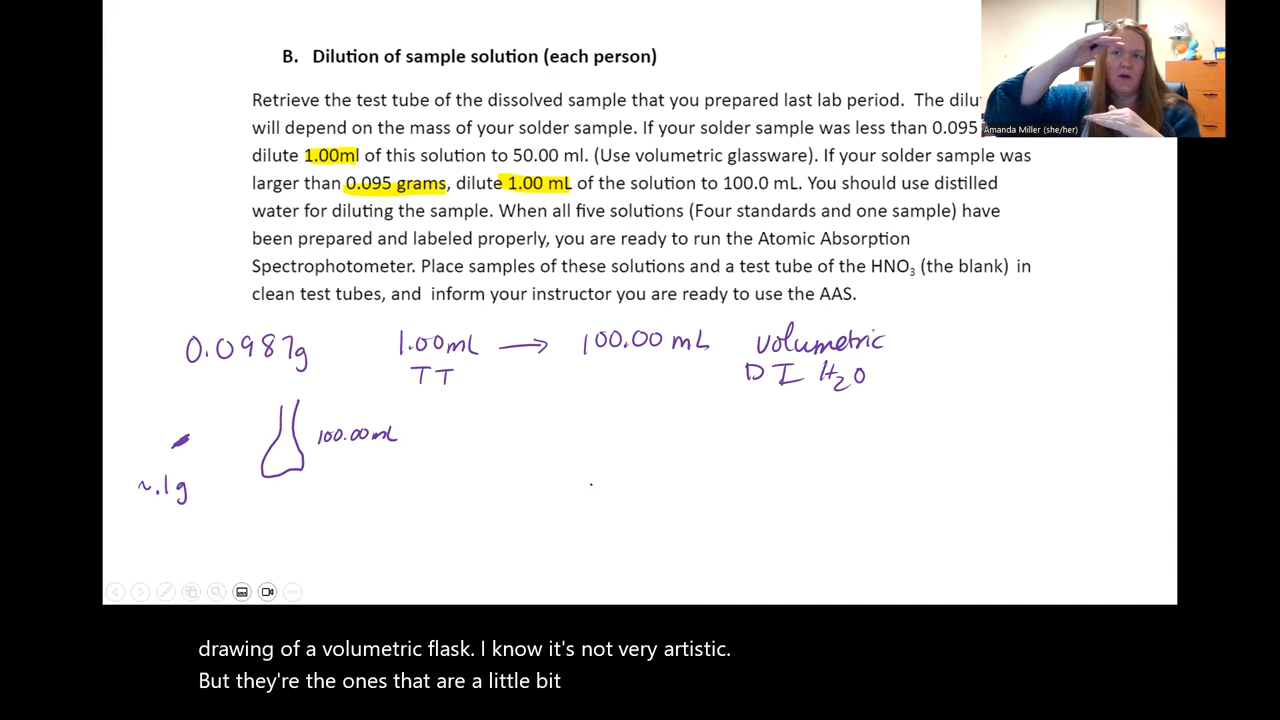 B. Dilution of sample solution (each person)
Retrieve the test tube of the dissolved sample that you prepared last lab period. The
will depend on the mass of your solder sample. If your solder sample was less than 0.095
Amanda Miller (she/her)
dilute 1.00ml of this solution to 50.00 ml. (Use volumetric glassware). If your solder sample was
larger than 0.095 grams, dilute 1.00 mL of the solution to 100.0 mL. You should use distilled
water for diluting the sample. When all five solutions (Four standards and one sample) have
been prepared and labeled properly, you are ready to run the Atomic Absorption
Spectrophotometer. Place samples of these solutions and a test tube of the HNO₃ (the blank) in
clean test tubes, and inform your instructor you are ready to use the AAS.
0.0987g 1.00mL → 100.00 mL volumetric
TT DI H₂O
100.00mL
~.1g
drawing of a volumetric flask. I know it's not very artistic.
But they're the ones that are a little bit